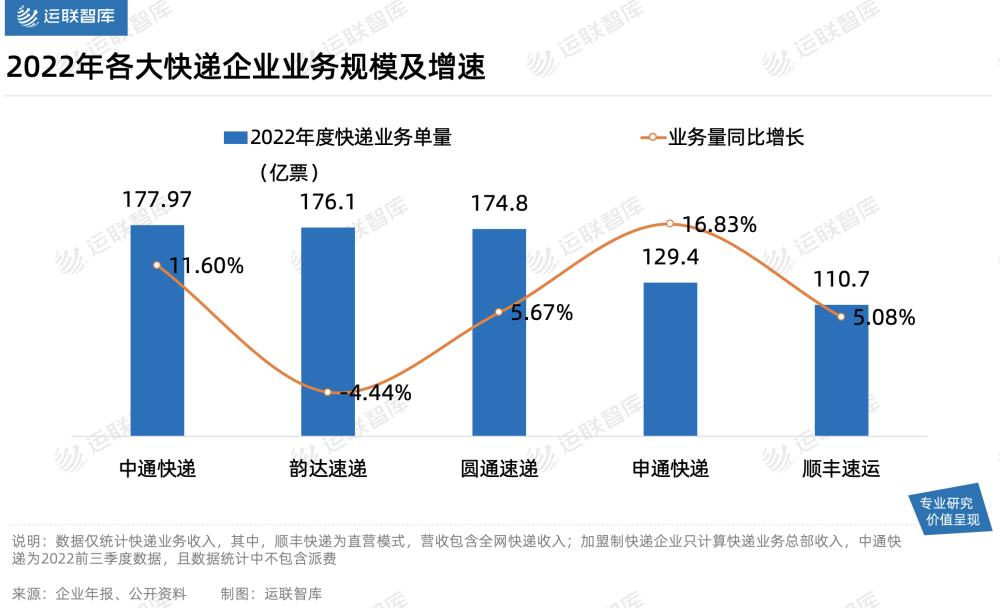 运联智库
2022年各大快递企业业务规模及增速
2022年度快递业务单量
（亿票）
业务量同比增长
177.97
176.1
174.8
129.4
110.7
11.60%
-4.44%
5.67%
16.83%
5.08%
中通快递
韵达速递
圆通速递
申通快递
顺丰速运
专业研究
价值呈现
说明：数据仅统计快递业务收入，其中，顺丰快递为直营模式，营收包含全网快递收入；加盟制快递企业只计算快递业务总部收入，中通快
递为2022前三季度数据，且数据统计中不包含派费
来源：企业年报、公开资料 制图：运联智库